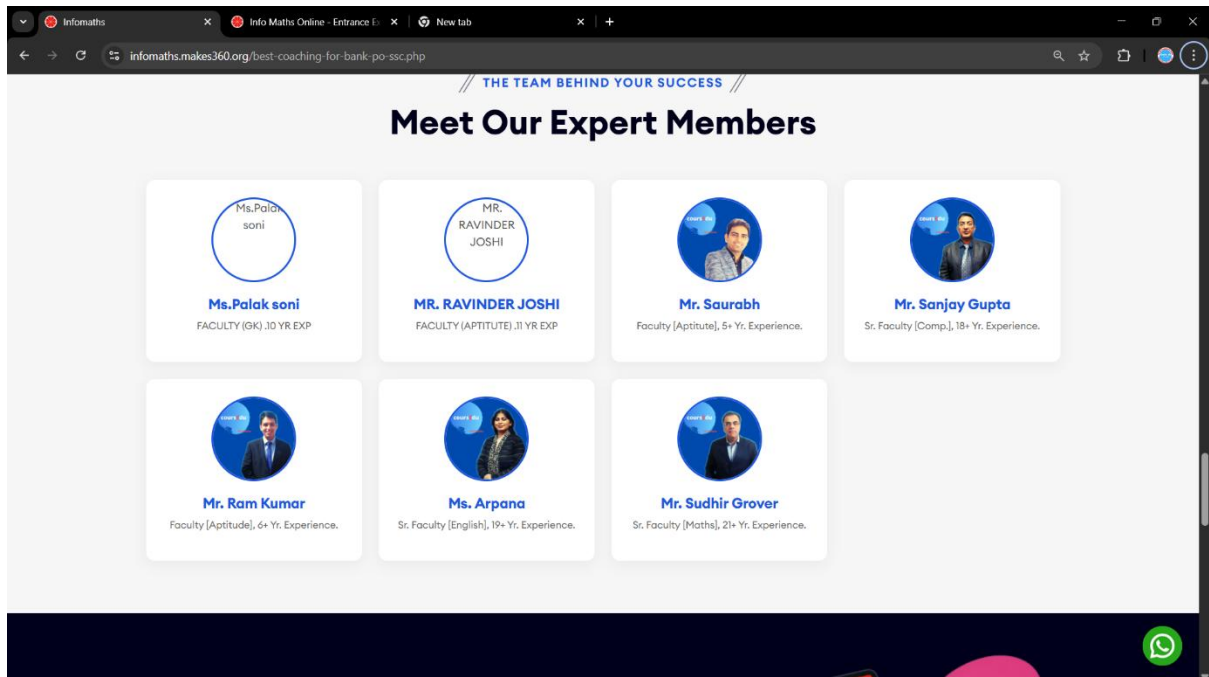 Infomaths
Info Maths Online - Entrance E
New tab
infomaths.makes360.org/best-coaching-for-bank-po-ssc.php
THE TEAM BEHIND YOUR SUCCESS
Meet Our Expert Members
Ms.Palak
soni
MR.
RAVINDER
JOSHI
Ms.Palak soni
MR. RAVINDER JOSHI
Mr. Saurabh
Mr. Sanjay Gupta
FACULTY (GK) .10 YR EXP
FACULTY (APTITUTE) .11 YR EXP
Faculty [Aptitute], 5+ Yr. Experience.
Sr. Faculty [Comp.], 18+ Yr. Experience.
Mr. Ram Kumar
Ms. Arpana
Mr. Sudhir Grover
Faculty [Aptitude], 6+ Yr. Experience.
Sr. Faculty [English], 19+ Yr. Experience.
Sr. Faculty [Maths], 21+ Yr. Experience.